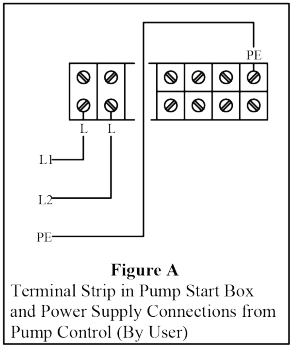 PE
L L
L1
L2
PE
Figure A
Terminal Strip in Pump Start Box
and Power Supply Connections from
Pump Control (By User)